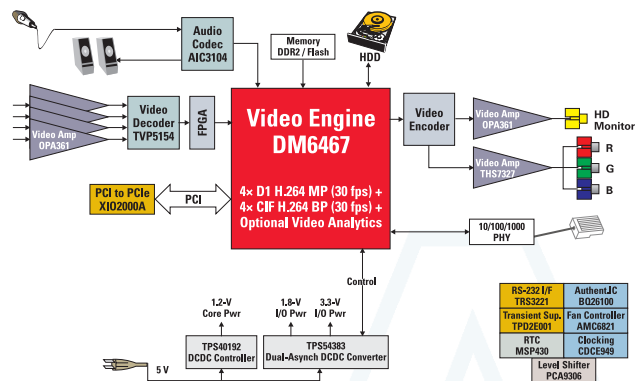 Audio
Codec
AIC3104
Memory
DDR2 / Flash
HDD
Video Amp
OPA361
Video
Decoder
TVP5154
FPGA
Video Engine
DM6467
4× D1 H.264 MP (30 fps) +
4× CIF H.264 BP (30 fps) +
Optional Video Analytics
Video
Encoder
Video Amp
OPA361
HD
Monitor
Video Amp
THS7327
R
G
B
PCI to PCIe
XIO2000A
PCI
10/100/1000
PHY
Control
1.2-V
Core Pwr
1.8-V
I/O Pwr
3.3-V
I/O Pwr
TPS40192
DCDC Controller
TPS54383
Dual-Asynch DCDC Converter
5 V
RS-232 I/F
TRS3221
Authent.IC
BQ26100
Transient Sup.
TPD2E001
Fan Controller
AMC6821
RTC
MSP430
Clocking
CDCE949
Level Shifter
PCA9306